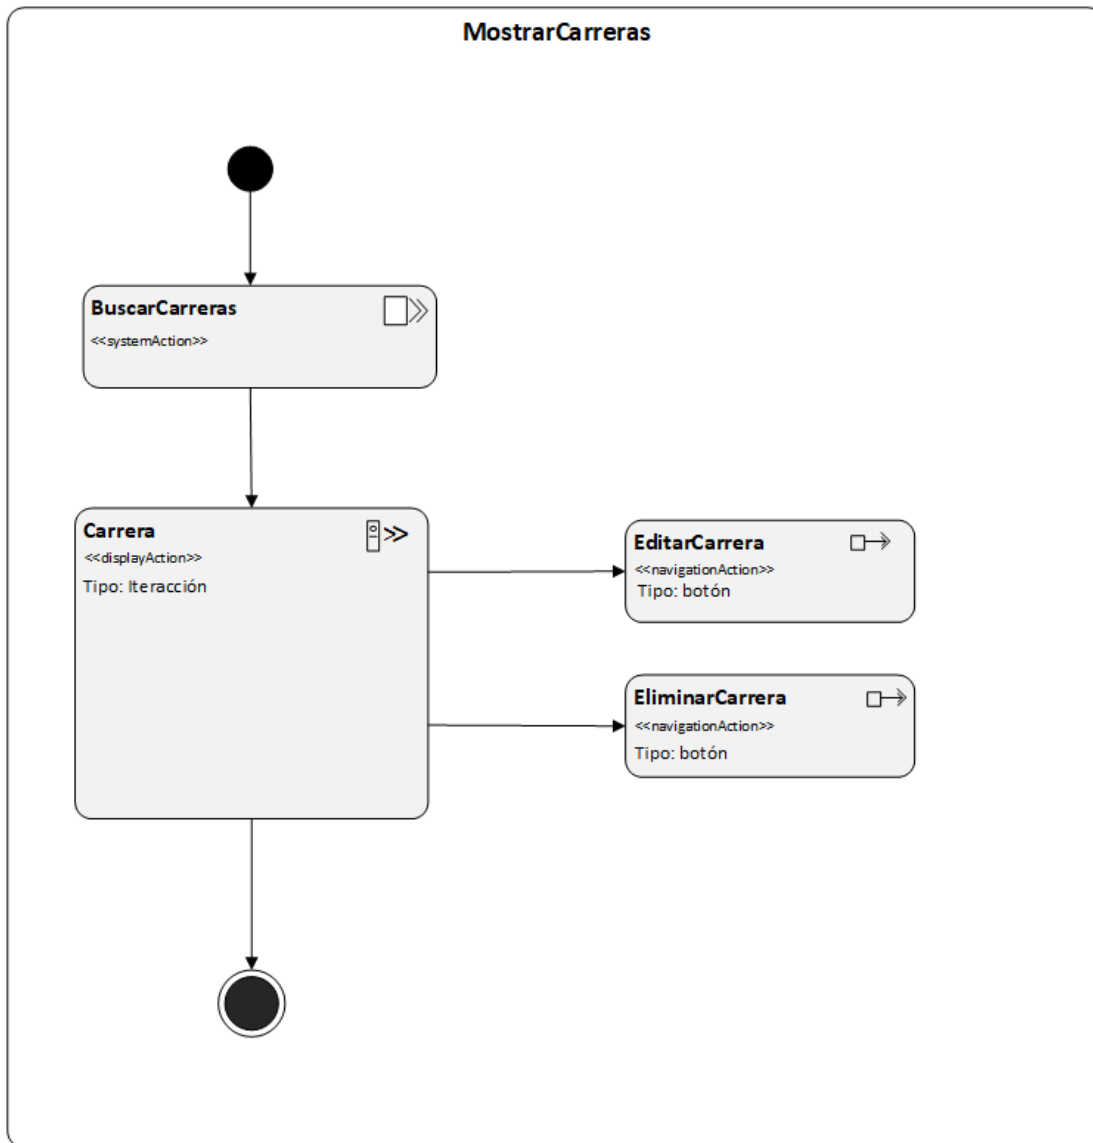 MostrarCarreras
BuscarCarreras
<<systemAction>>
Carrera
<<displayAction>>
Tipo: Iteracción
EditarCarrera
<<navigationAction>>
Tipo: botón
EliminarCarrera
<<navigationAction>>
Tipo: botón